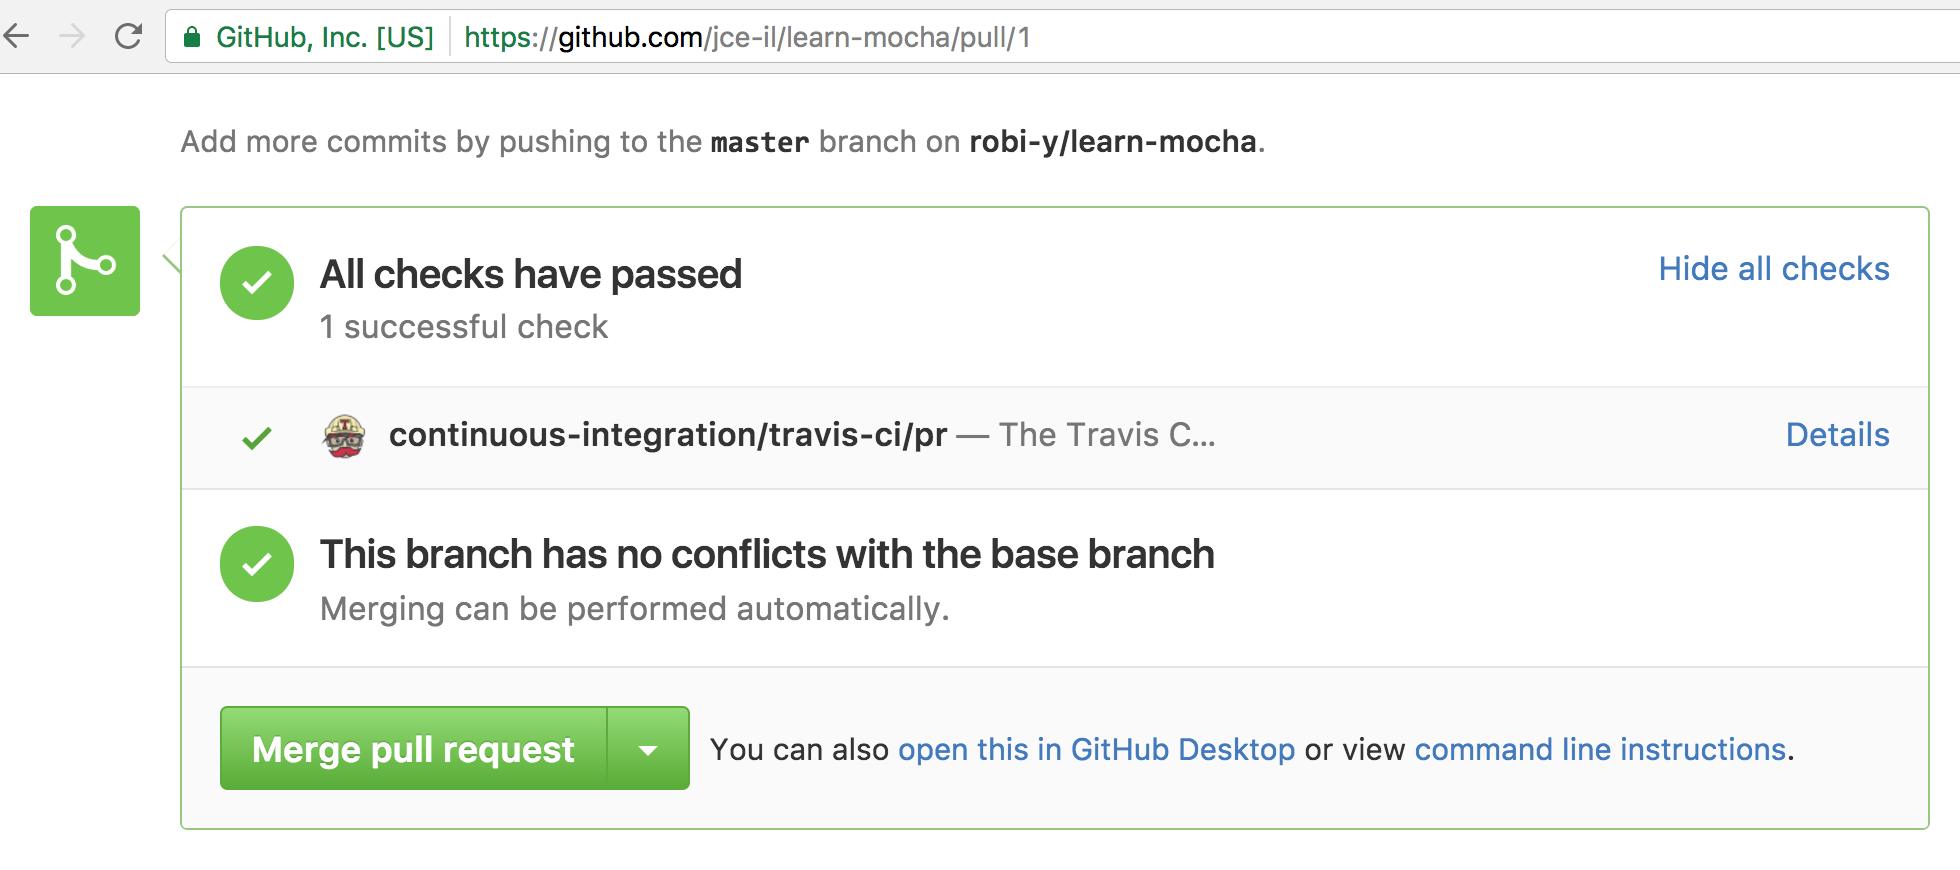 GitHub, Inc. [US] https://github.com/jce-il/learn-mocha/pull/1
Add more commits by pushing to the master branch on robi-y/learn-mocha.
All checks have passed
Hide all checks
1 successful check
continuous-integration/travis-ci/pr — The Travis C...
Details
This branch has no conflicts with the base branch
Merging can be performed automatically.
Merge pull request
You can also open this in GitHub Desktop or view command line instructions.